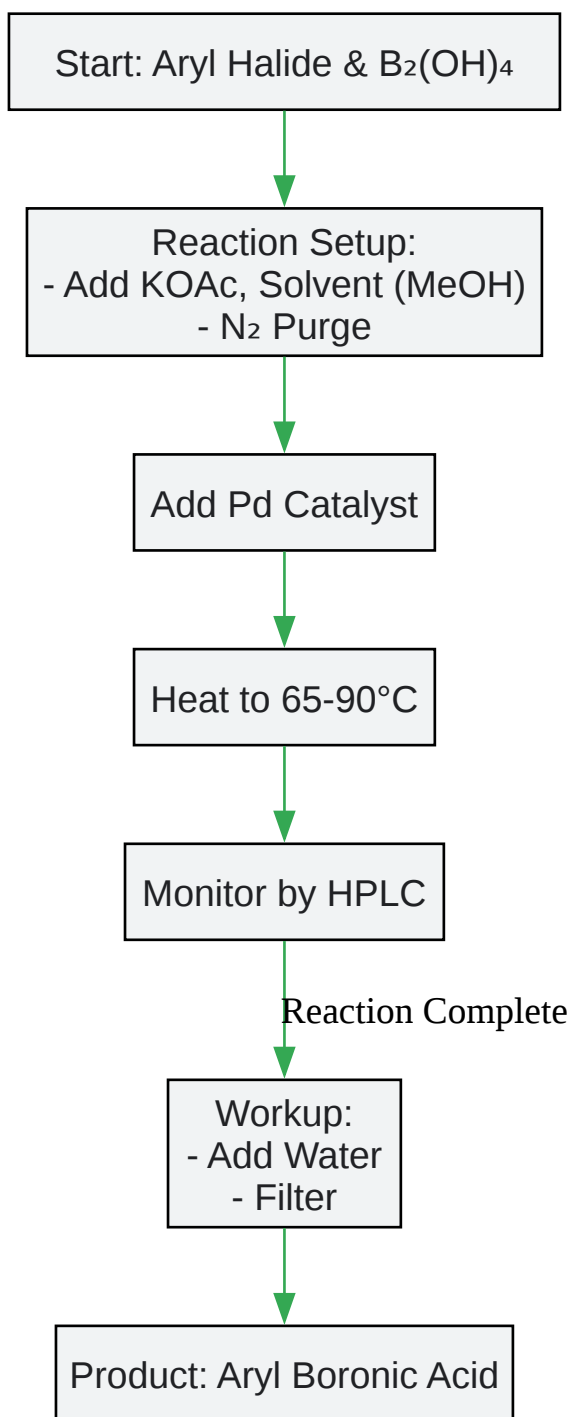 Start: Aryl Halide & B₂(OH)₄
Reaction Setup:
- Add KOAc, Solvent (MeOH)
- N₂ Purge
Add Pd Catalyst
Heat to 65-90°C
Monitor by HPLC
Reaction Complete
Workup:
- Add Water
- Filter
Product: Aryl Boronic Acid